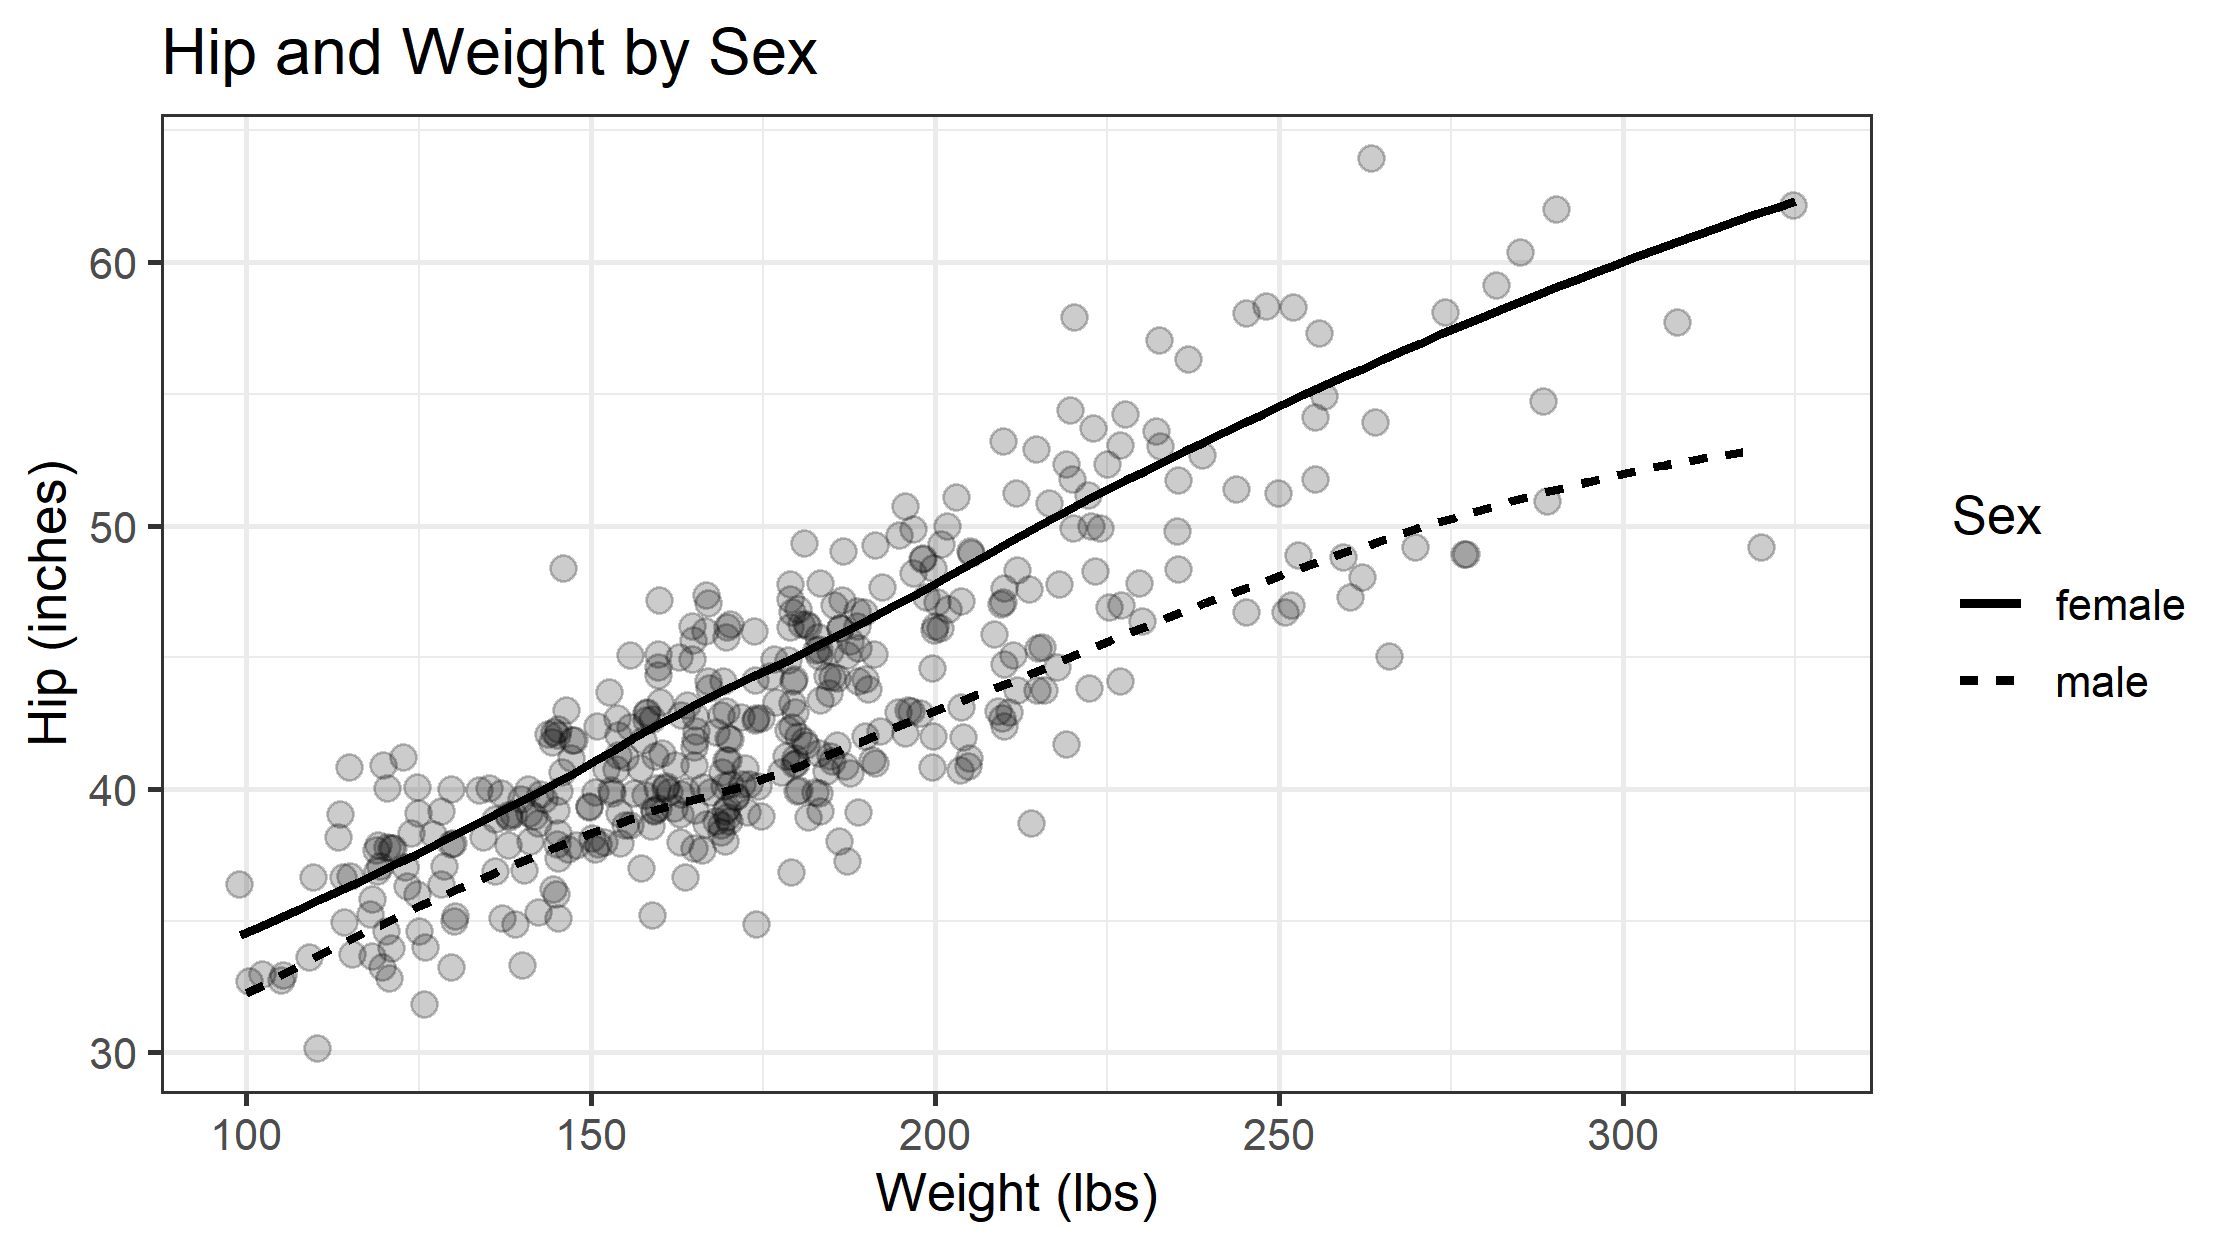 Hip and Weight by Sex
60
50
40
30
Hip (inches)
100 150 200 250 300
Weight (lbs)
Sex
female
male